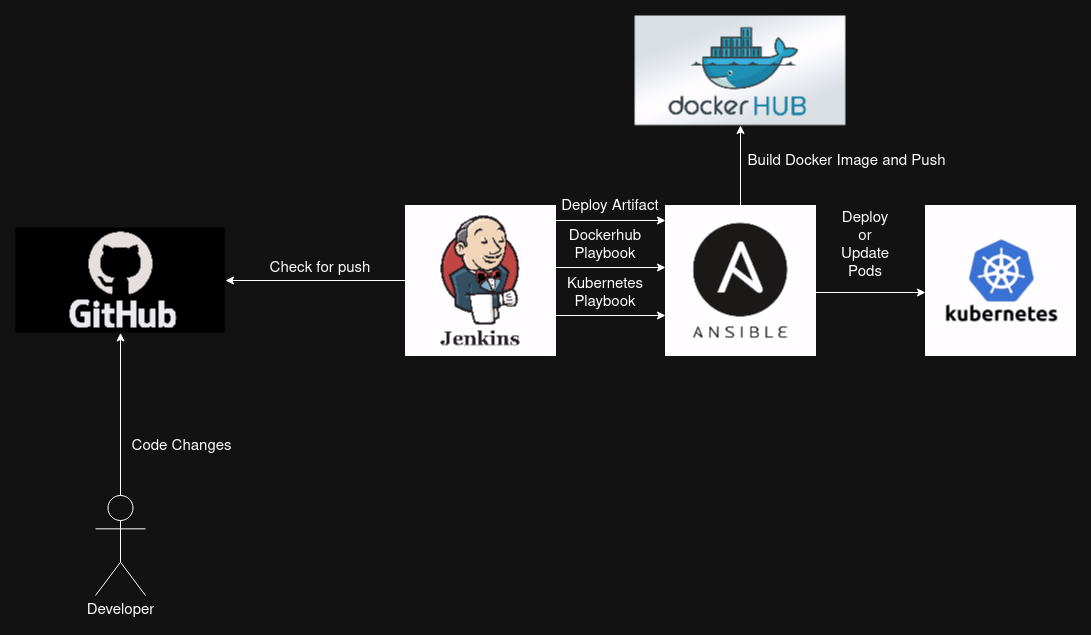 docker HUB
Build Docker Image and Push
Deploy Artifact
Dockerhub
Playbook
Kubernetes
Playbook
Deploy
or
Update
Pods
Check for push
GitHub
Jenkins
ANSIBLE
kubernetes
Code Changes
Developer